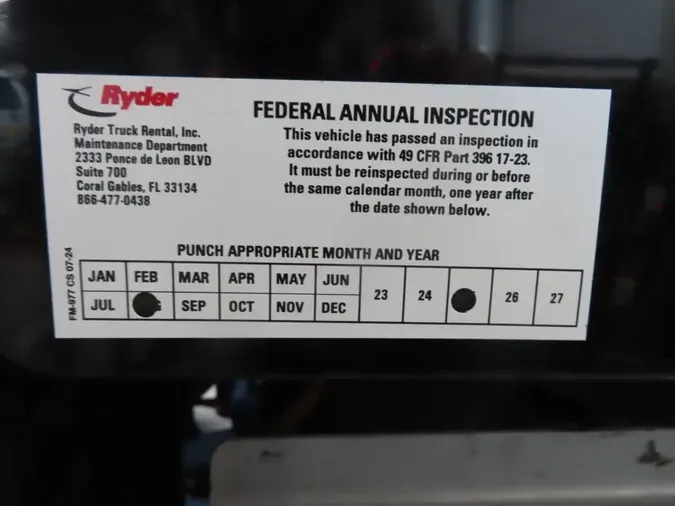 Ryder
Ryder Truck Rental, Inc.
Maintenance Department
2333 Ponce de Leon BLVD
Suite 700
Coral Gables, FL 33134
866-477-0438
FEDERAL ANNUAL INSPECTION
This vehicle has passed an inspection in
accordance with 49 CFR Part 396 17-23.
It must be reinspected during or before
the same calendar month, one year after
the date shown below.
PUNCH APPROPRIATE MONTH AND YEAR
JAN FEB MAR APR MAY JUN
JUL SEP OCT NOV DEC
23 24 26 27
FM-977 CS 07-24